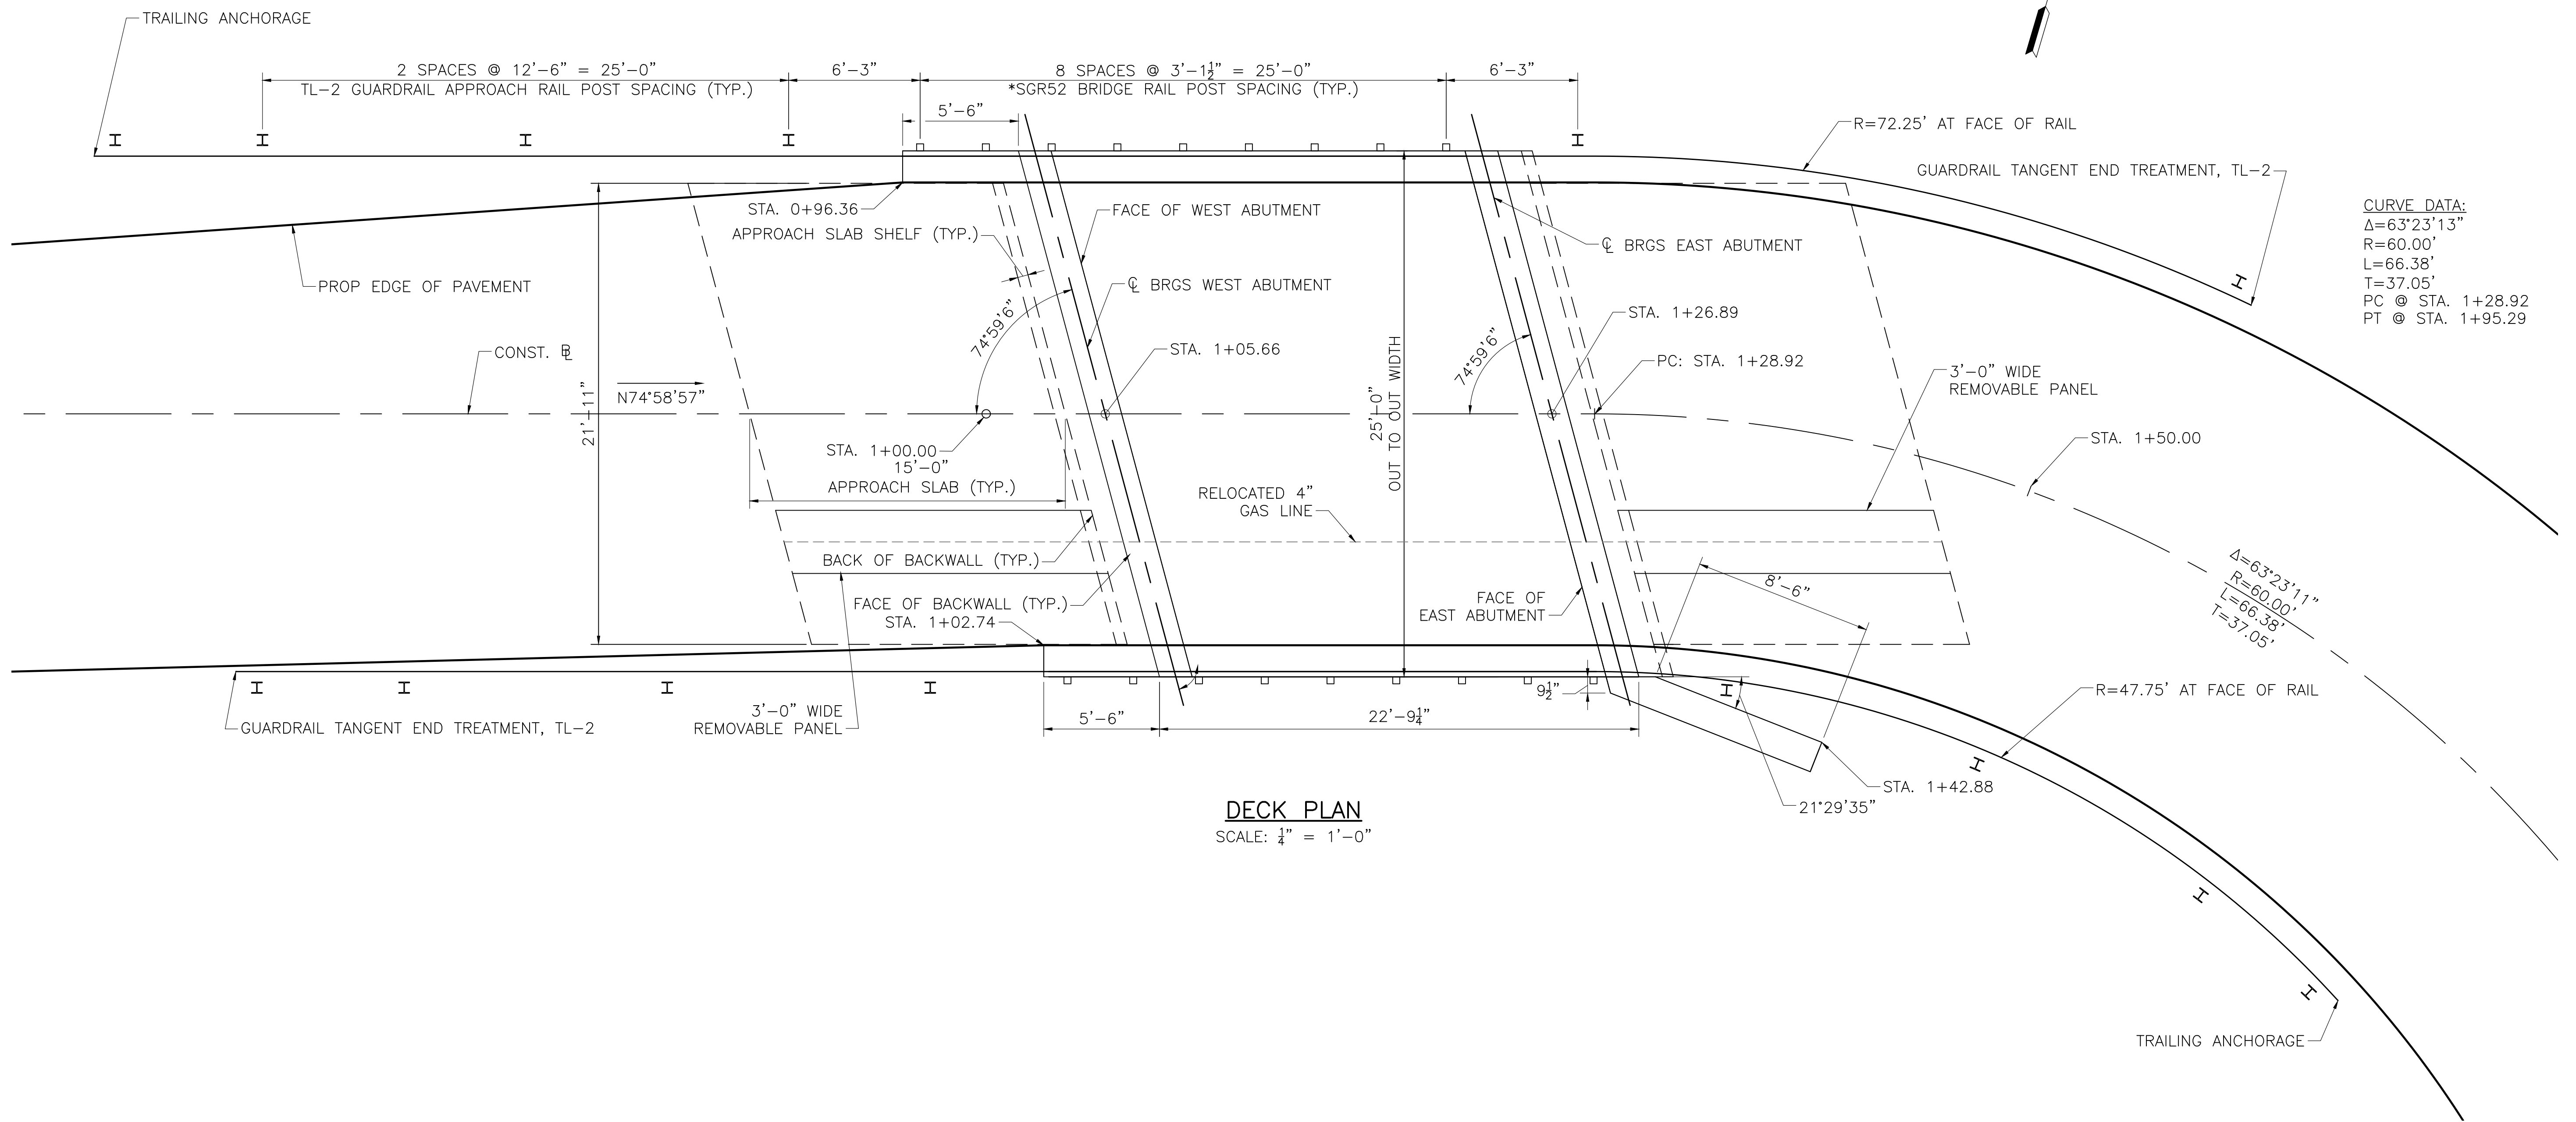 TRAILING ANCHORAGE
2 SPACES @ 12'-6" = 25'-0"
TL-2 GUARDRAIL APPROACH RAIL POST SPACING (TYP.)
6'-3"
8 SPACES @ 3'-1½" = 25'-0"
*SGR52 BRIDGE RAIL POST SPACING (TYP.)
6'-3"
5'-6"
R=72.25' AT FACE OF RAIL
GUARDRAIL TANGENT END TREATMENT, TL-2
CURVE DATA:
Δ=63°23'13"
R=60.00'
L=66.38'
T=37.05'
PC @ STA. 1+28.92
PT @ STA. 1+95.29
STA. 0+96.36
APPROACH SLAB SHELF (TYP.)
FACE OF WEST ABUTMENT
℄ BRGS EAST ABUTMENT
PROP EDGE OF PAVEMENT
℄ BRGS WEST ABUTMENT
74°59'6"
74°59'6"
STA. 1+26.89
STA. 1+05.66
PC: STA. 1+28.92
CONST. BL
N74°58'57"
21'-11"
25'-0"
OUT TO OUT WIDTH
3'-0" WIDE
REMOVABLE PANEL
STA. 1+50.00
STA. 1+00.00
15'-0"
APPROACH SLAB (TYP.)
RELOCATED 4"
GAS LINE
BACK OF BACKWALL (TYP.)
FACE OF BACKWALL (TYP.)
STA. 1+02.74
FACE OF
EAST ABUTMENT
8'-6"
Δ=63°23'11"
R=60.00'
L=66.38'
T=37.05'
9½"
R=47.75' AT FACE OF RAIL
3'-0" WIDE
REMOVABLE PANEL
GUARDRAIL TANGENT END TREATMENT, TL-2
5'-6"
22'-9¼"
STA. 1+42.88
21°29'35"
DECK PLAN
SCALE: ¼" = 1'-0"
TRAILING ANCHORAGE